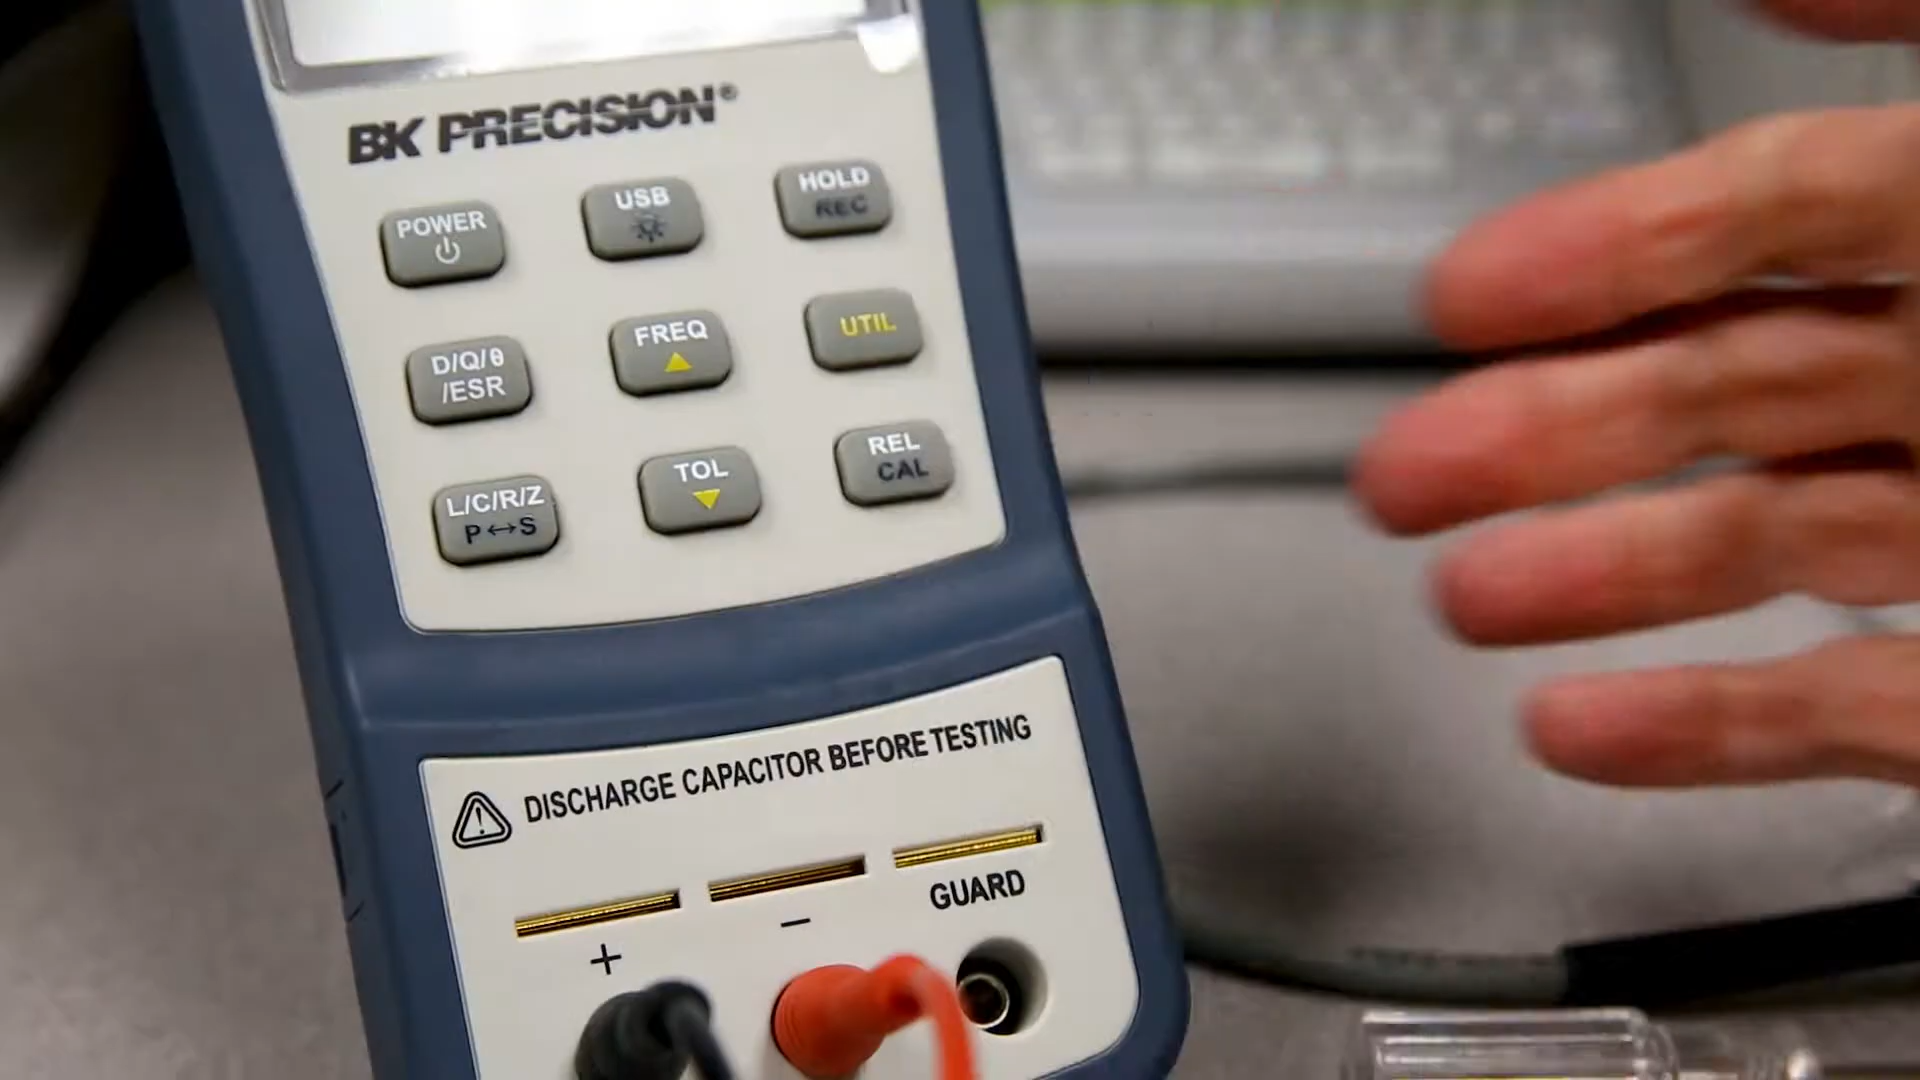 BK PRECISION®
POWER
USB
HOLD
REC
D/Q/θ
/ESR
FREQ
UTIL
L/C/R/Z
P↔S
TOL
REL
CAL
DISCHARGE CAPACITOR BEFORE TESTING
+
−
GUARD